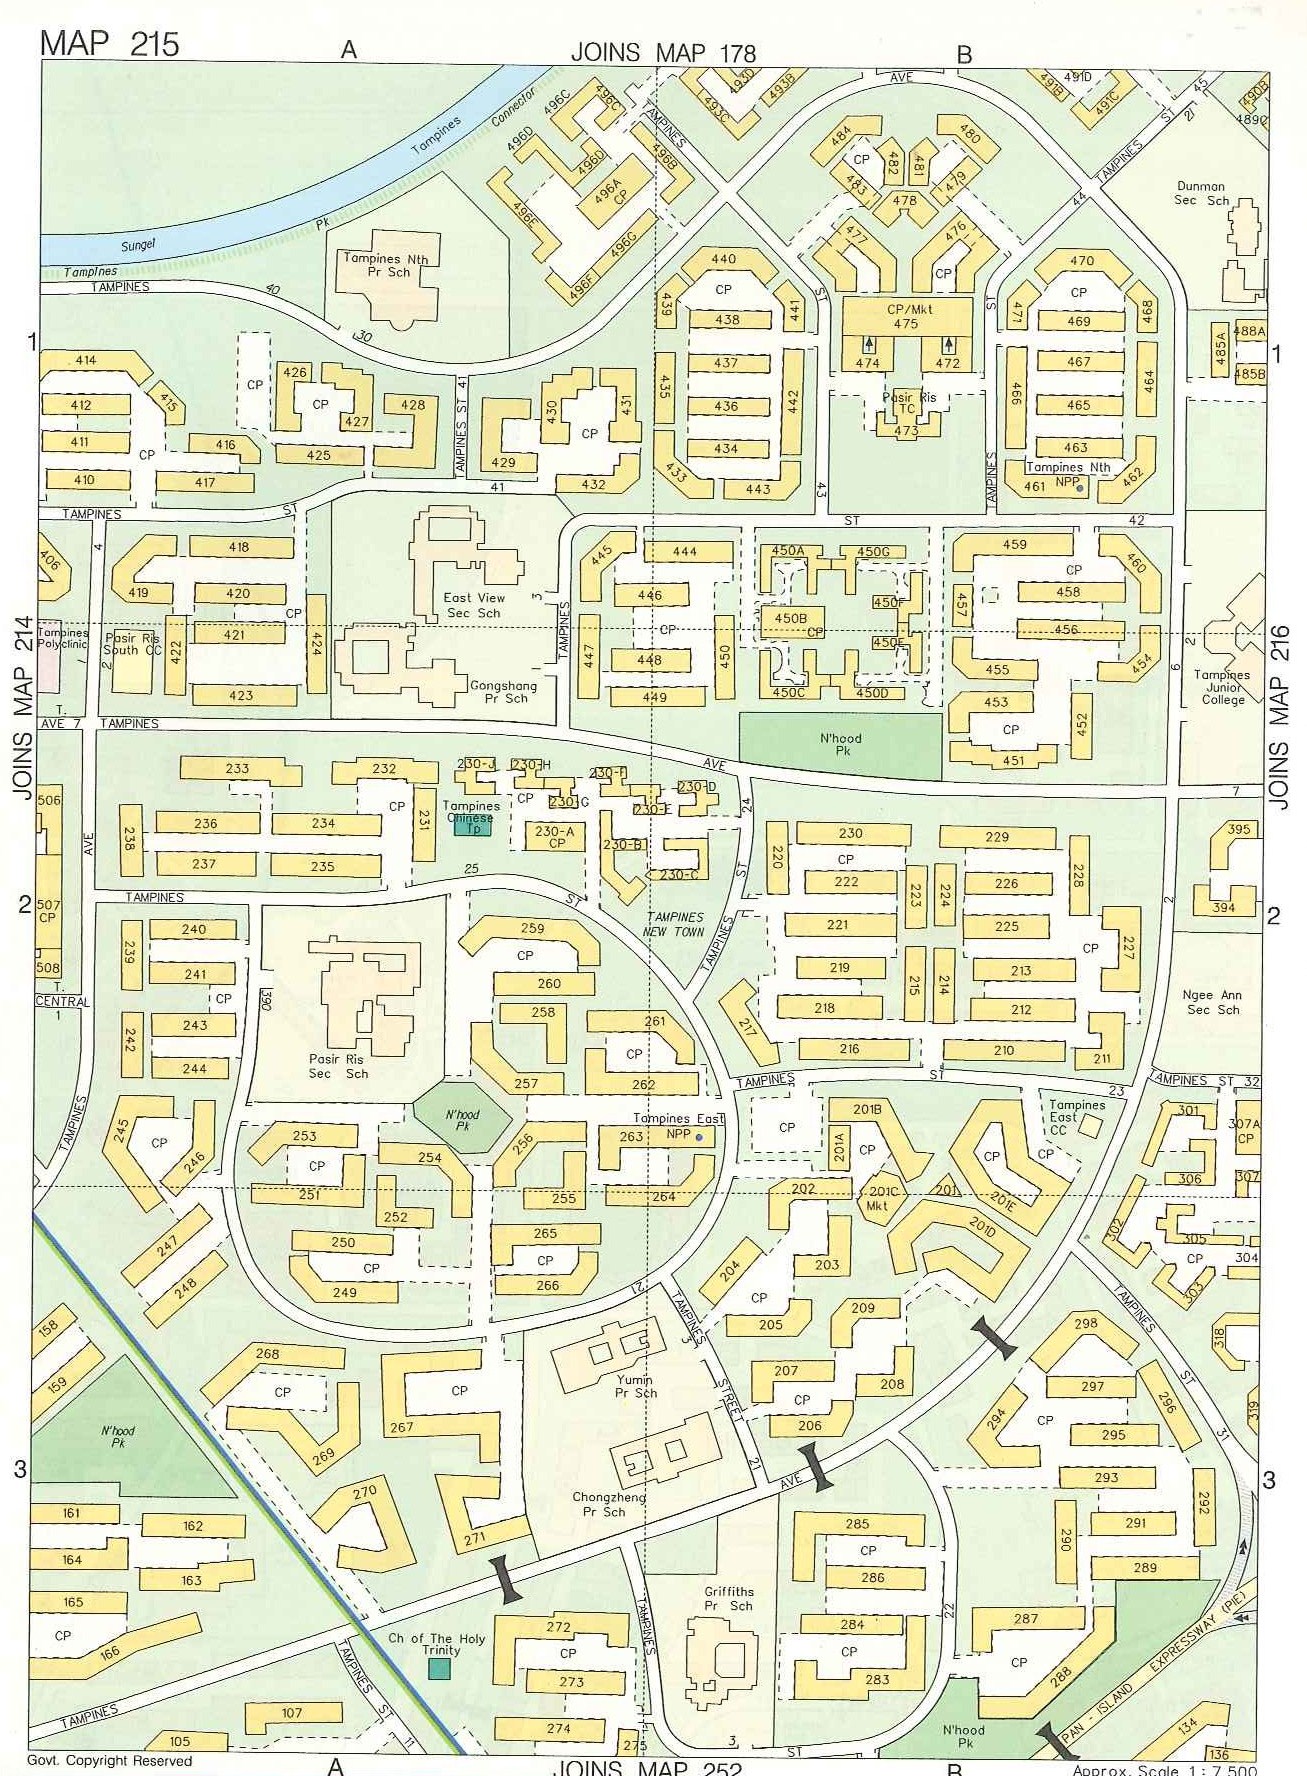 MAP 215
A
JOINS MAP 178
B
AVE
491B
491D
491C
45
490B
489C
493C
493D
493B
496C
496C
Connector
Tampines
496D
496D
TAMPINES
496B
496A
CP
496E
496G
496F
484
480
CP
482
481
483
479
478
477
476
CP
ST
21
TAMPINES
44
Dunman
Sec Sch
Sungei
Pk
Tampines
TAMPINES
40
30
Tampines Nth
Pr Sch
440
CP
439
441
438
437
435
442
436
434
433
443
ST
43
CP/Mkt
475
474
472
Pasir Ris
TC
473
ST
TAMPINES
470
CP
471
468
469
467
466
464
465
463
Tampines Nth
NPP
461
462
485A
488A
485B
1
1
414
412
415
411
CP
416
410
417
CP
426
CP
427
428
425
TAMPINES ST 41
430
431
429
CP
432
41
TAMPINES
ST
ST
42
4
406
418
419
420
CP
421
422
424
423
Tampines
Polyclinic
Pasir Ris
South CC
1
2
East View
Sec Sch
Gongshang
Pr Sch
3
TAMPINES
445
444
446
CP
447
448
450
449
450A
450G
450F
450B
CP
450E
450C
450D
459
CP
460
458
457
456
455
454
453
CP
452
451
2
6
Tampines
Junior
College
JOINS MAP 214
JOINS MAP 216
T.
AVE 7
TAMPINES
AVE
7
N'hood
Pk
233
232
CP
231
236
234
238
237
235
230-J
230-H
230-F
230-D
CP
230-G
230-E
Tampines
Chinese
Tp
230-A
CP
230-B
230-C
24
ST
TAMPINES
TAMPINES
NEW TOWN
25
ST
TAMPINES
AVE
506
507
CP
508
T.
CENTRAL
1
2
2
2
230
229
220
CP
228
222
223
224
226
221
225
CP
227
219
215
214
213
218
212
217
216
210
211
395
394
Ngee Ann
Sec Sch
240
239
241
CP
243
242
244
390
Pasir Ris
Sec Sch
259
CP
260
258
261
CP
257
262
N'hood
Pk
Tampines East
263
NPP
TAMPINES
ST
23
TAMPINES ST 32
TAMPINES
245
CP
246
253
CP
254
251
252
250
CP
249
256
255
264
265
CP
266
247
248
CP
201B
201A
CP
201C
Mkt
202
201
201E
201D
CP
CP
Tampines
East
CC
203
204
CP
205
209
207
CP
208
206
301
307A
CP
307
306
302
305
CP
304
303
318
319
TAMPINES
ST
31
298
297
296
294
CP
295
293
292
290
291
289
21
TAMPINES
3
STREET
21
Yumin
Pr Sch
Chongzheng
Pr Sch
AVE
158
159
N'hood
Pk
268
CP
269
CP
267
270
271
3
3
161
162
164
163
165
CP
166
TAMPINES
107
105
TAMPINES ST
11
Ch of The Holy
Trinity
272
CP
273
274
275
TAMPINES
Griffiths
Pr Sch
3
ST
285
CP
286
284
CP
283
22
287
CP
288
N'hood
Pk
PAN - ISLAND EXPRESSWAY (PIE)
134
136
Govt. Copyright Reserved
A
JOINS MAP 252
B
Approx. Scale 1 : 7 500